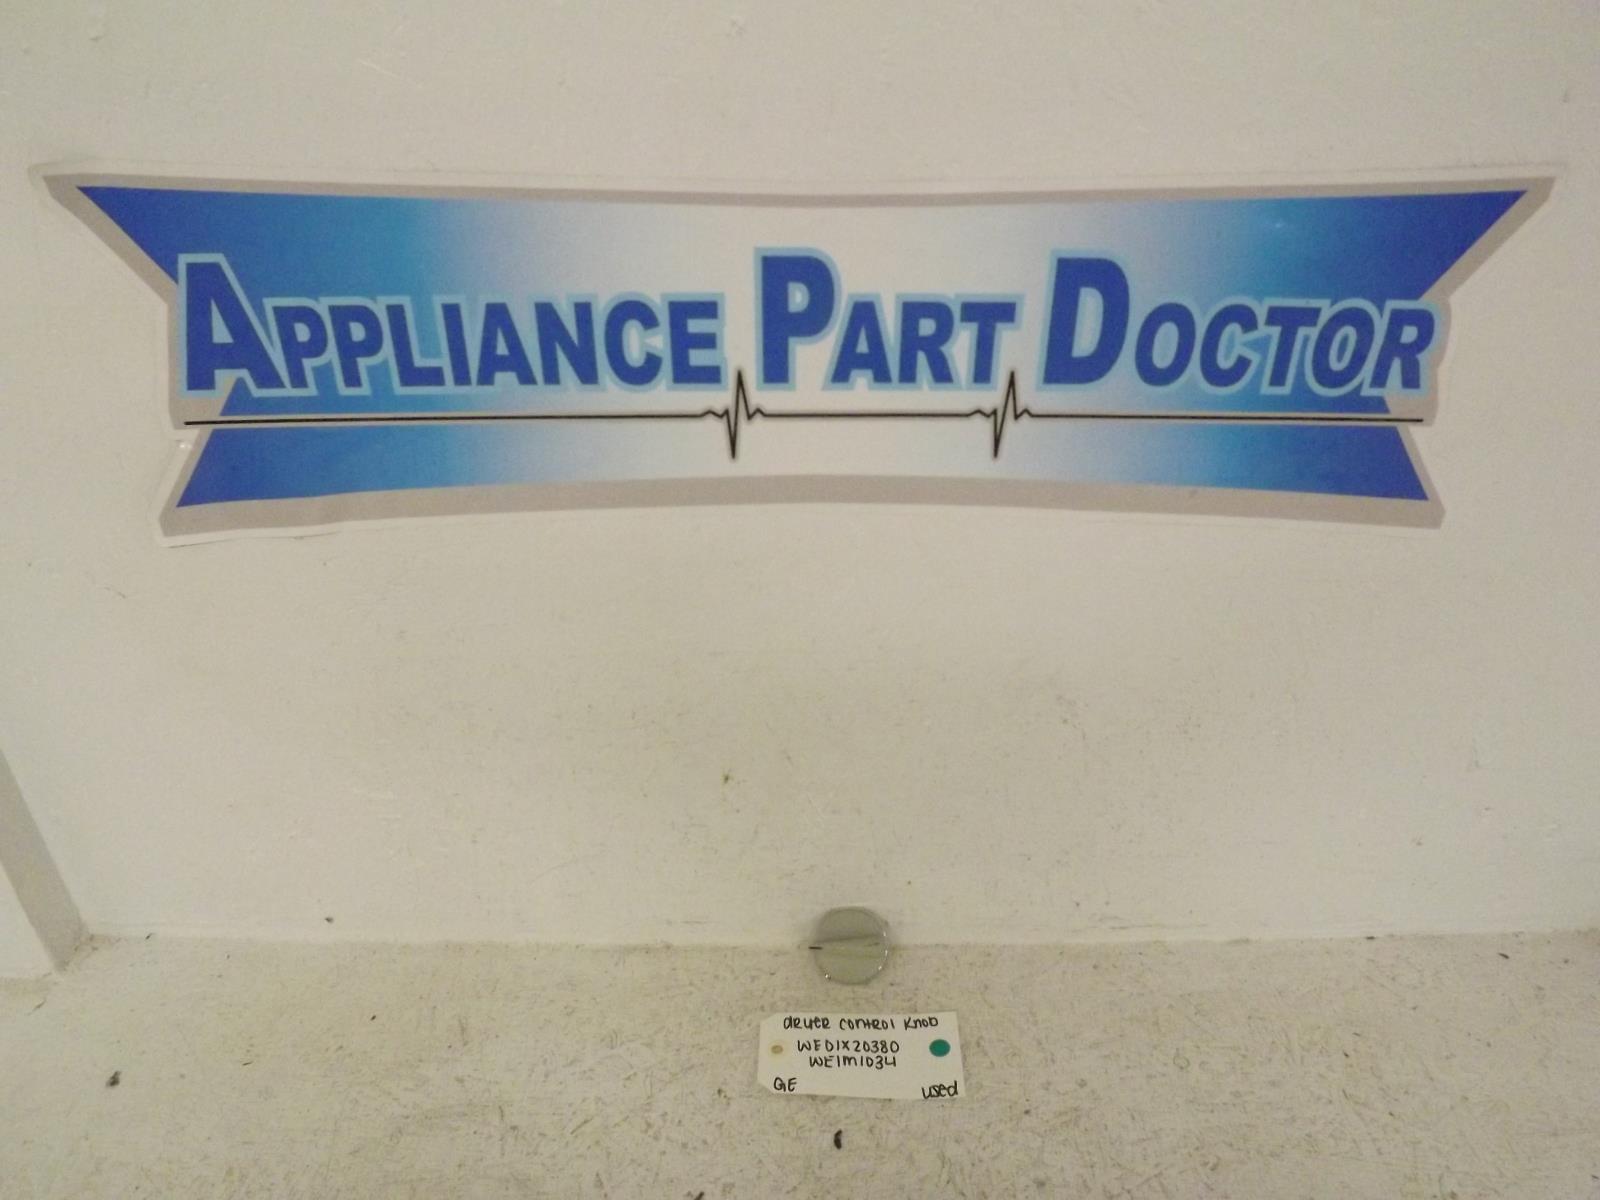 APPLIANCE PART DOCTOR
dryer control knob
WE01X20380
WE1M1034
GE
used